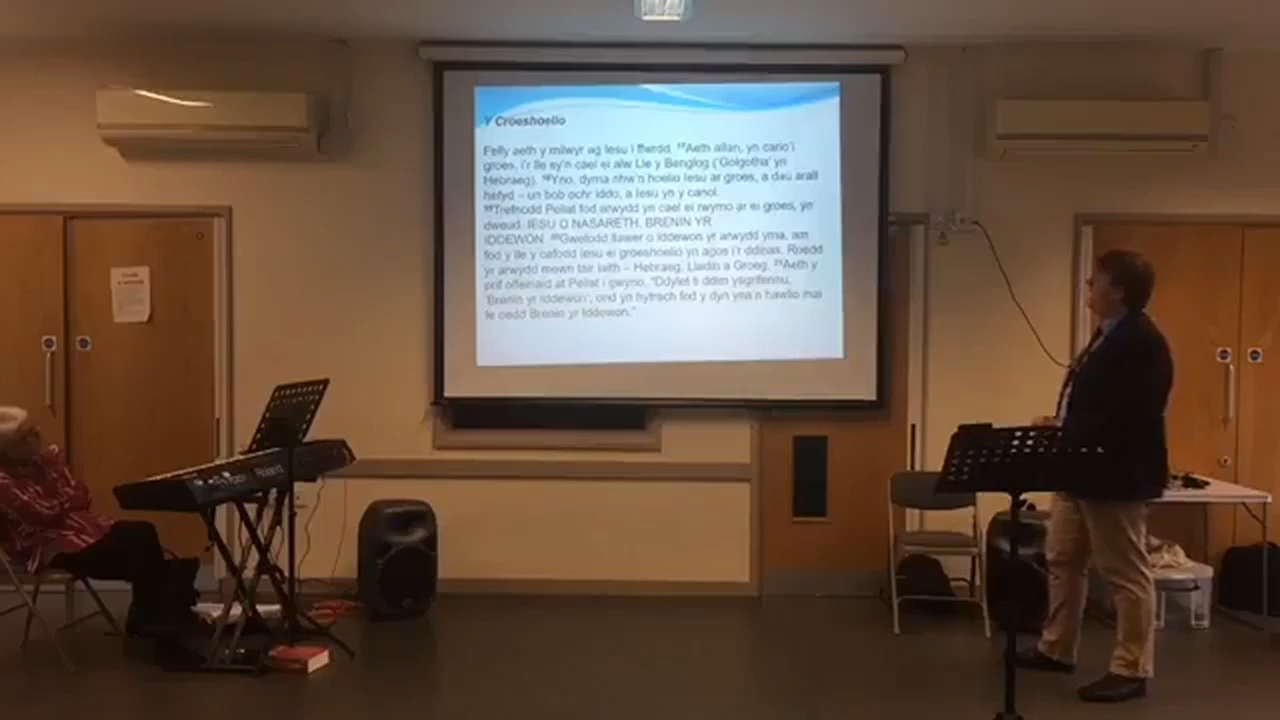 Y Croeshoelio
Felly aeth y milwyr ag Iesu i ffwrdd. ¹⁷Aeth allan, yn cario'i
groes, i'r lle sy'n cael ei alw Lle y Benglog ('Golgotha' yn
Hebraeg). ¹⁸Yno, dyma nhw'n hoelio Iesu ar groes, a dau arall
hefyd – un bob ochr iddo, a Iesu yn y canol.
¹⁹Trefnodd Peilat fod arwydd yn cael ei rwymo ar ei groes, yn
dweud: IESU O NASARETH, BRENIN YR
IDDEWON. ²⁰Gwelodd llawer o Iddewon yr arwydd yma, am
fod y lle y cafodd Iesu ei groeshoelio yn agos i'r ddinas. Roedd
yr arwydd mewn tair iaith – Hebraeg, Lladin a Groeg. ²¹Aeth y
prif offeiriaid at Peilat i gwyno, "Ddylet ti ddim ysgrifennu,
'Brenin yr Iddewon', ond yn hytrach fod y dyn yna'n hawlio mai
fe oedd Brenin yr Iddewon."
Roland